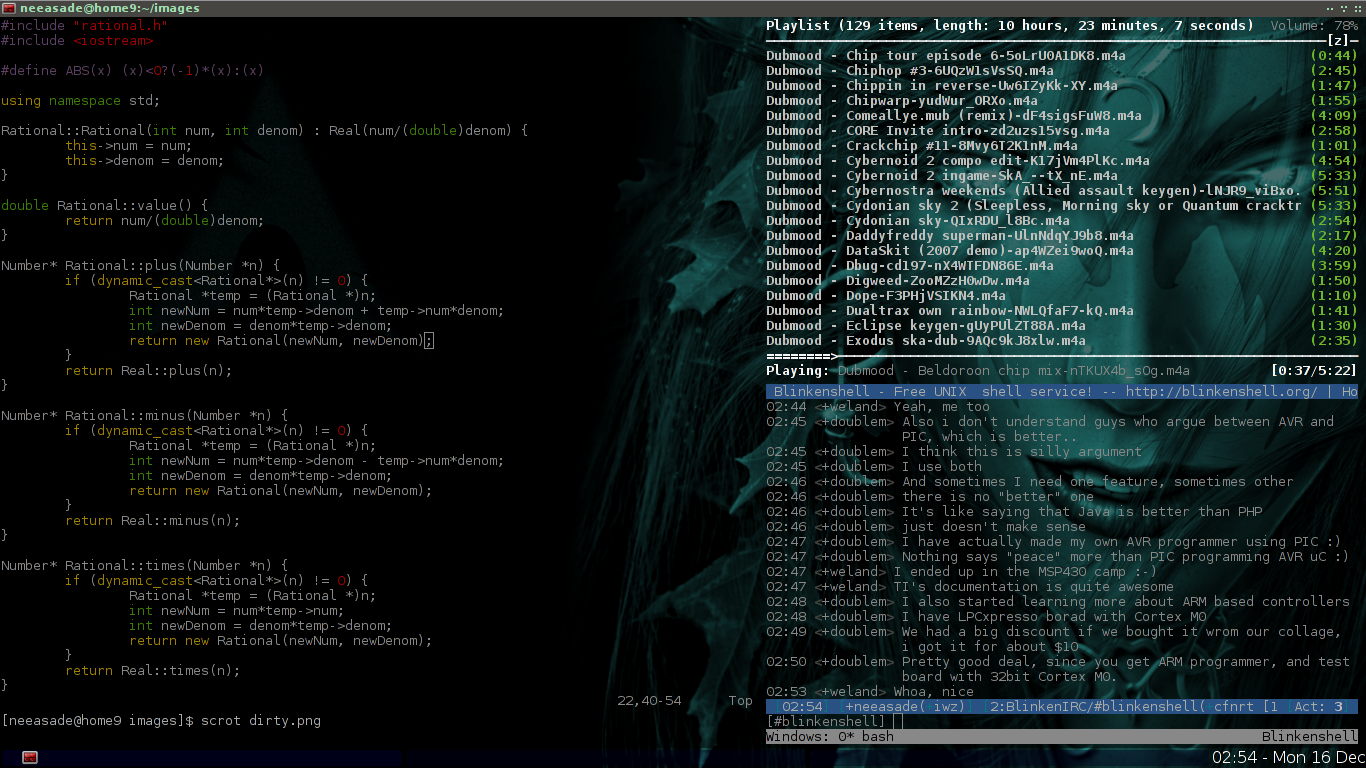 neeasade@home9:~/images
#include "rational.h"
#include <iostream>
#define ABS(x) (x)<0?(-1)*(x):(x)
using namespace std;
Rational::Rational(int num, int denom) : Real(num/(double)denom) {
        this->num = num;
        this->denom = denom;
}
double Rational::value() {
        return num/(double)denom;
}
Number* Rational::plus(Number *n) {
        if (dynamic_cast<Rational*>(n) != 0) {
                Rational *temp = (Rational *)n;
                int newNum = num*temp->denom + temp->num*denom;
                int newDenom = denom*temp->denom;
                return new Rational(newNum, newDenom);
        }
        return Real::plus(n);
}
Number* Rational::minus(Number *n) {
        if (dynamic_cast<Rational*>(n) != 0) {
                Rational *temp = (Rational *)n;
                int newNum = num*temp->denom - temp->num*denom;
                int newDenom = denom*temp->denom;
                return new Rational(newNum, newDenom);
        }
        return Real::minus(n);
}
Number* Rational::times(Number *n) {
        if (dynamic_cast<Rational*>(n) != 0) {
                Rational *temp = (Rational *)n;
                int newNum = num*temp->num;
                int newDenom = denom*temp->denom;
                return new Rational(newNum, newDenom);
        }
        return Real::times(n);
}
22,40-54 Top
[neeasade@home9 images]$ scrot dirty.png
Playlist (129 items, length: 10 hours, 23 minutes, 7 seconds) Volume: 78%
[z]
Dubmood - Chip tour episode 6-5oLrU0AlDK8.m4a (0:44)
Dubmood - Chiphop #3-6UQzW1sVsSQ.m4a (2:45)
Dubmood - Chippin in reverse-Uw6IZyKk-XY.m4a (1:47)
Dubmood - Chipwarp-yudWur_ORXo.m4a (1:55)
Dubmood - Comeallye.mub (remix)-dF4sigsFuW8.m4a (4:09)
Dubmood - CORE Invite intro-zd2uzs15vsg.m4a (2:58)
Dubmood - Crackchip #11-8Mvy6T2K1nM.m4a (1:01)
Dubmood - Cybernoid 2 compo edit-K17jVm4PlKc.m4a (4:54)
Dubmood - Cybernoid 2 ingame-SkA_--tX_nE.m4a (5:33)
Dubmood - Cybernostra weekends (Allied assault keygen)-lNJR9_viBxo. (5:51)
Dubmood - Cydonian sky 2 (Sleepless, Morning sky or Quantum cracktr (5:33)
Dubmood - Cydonian sky-QIxRDU_l8Bc.m4a (2:54)
Dubmood - Daddyfreddy superman-UlnNdqYJ9b8.m4a (2:17)
Dubmood - DataSkit (2007 demo)-ap4WZei9woQ.m4a (4:20)
Dubmood - Dbug-cd197-nX4WTFDN86E.m4a (3:59)
Dubmood - Digweed-ZooMZzH0wDw.m4a (1:50)
Dubmood - Dope-F3PHjVSIKN4.m4a (1:10)
Dubmood - Dualtrax own rainbow-NWLQfaF7-kQ.m4a (1:41)
Dubmood - Eclipse keygen-gUyPUlZT88A.m4a (1:30)
Dubmood - Exodus ska-dub-9AQc9kJ8xlw.m4a (2:35)
========>
Playing: Dubmood - Beldoroon chip mix-nTKUX4b_sOg.m4a [0:37/5:22]
Blinkenshell - Free UNIX  shell service! -- http://blinkenshell.org/ | Ho
02:44 <+weland> Yeah, me too
02:45 <+doublem> Also i don't understand guys who argue between AVR and
PIC, which is better..
02:45 <+doublem> I think this is silly argument
02:45 <+doublem> I use both
02:46 <+doublem> And sometimes I need one feature, sometimes other
02:46 <+doublem> there is no "better" one
02:46 <+doublem> It's like saying that Java is better than PHP
02:46 <+doublem> just doesn't make sense
02:47 <+doublem> I have actually made my own AVR programmer using PIC :)
02:47 <+doublem> Nothing says "peace" more than PIC programming AVR uC :)
02:47 <+weland> I ended up in the MSP430 camp :-)
02:47 <+weland> TI's documentation is quite awesome
02:48 <+doublem> I also started learning more about ARM based controllers
02:48 <+doublem> I have LPCxpresso borad with Cortex M0
02:49 <+doublem> We had a big discount if we bought it wrom our collage,
i got it for about $10
02:50 <+doublem> Pretty good deal, since you get ARM programmer, and test
board with 32bit Cortex M0.
02:53 <+weland> Whoa, nice
[02:54] [+neeasade(+iwz)] [2:BlinkenIRC/#blinkenshell(+cfnrt [1 [Act: 3]
[#blinkenshell]
Windows: 0* bash Blinkenshell
02:54 - Mon 16 Dec